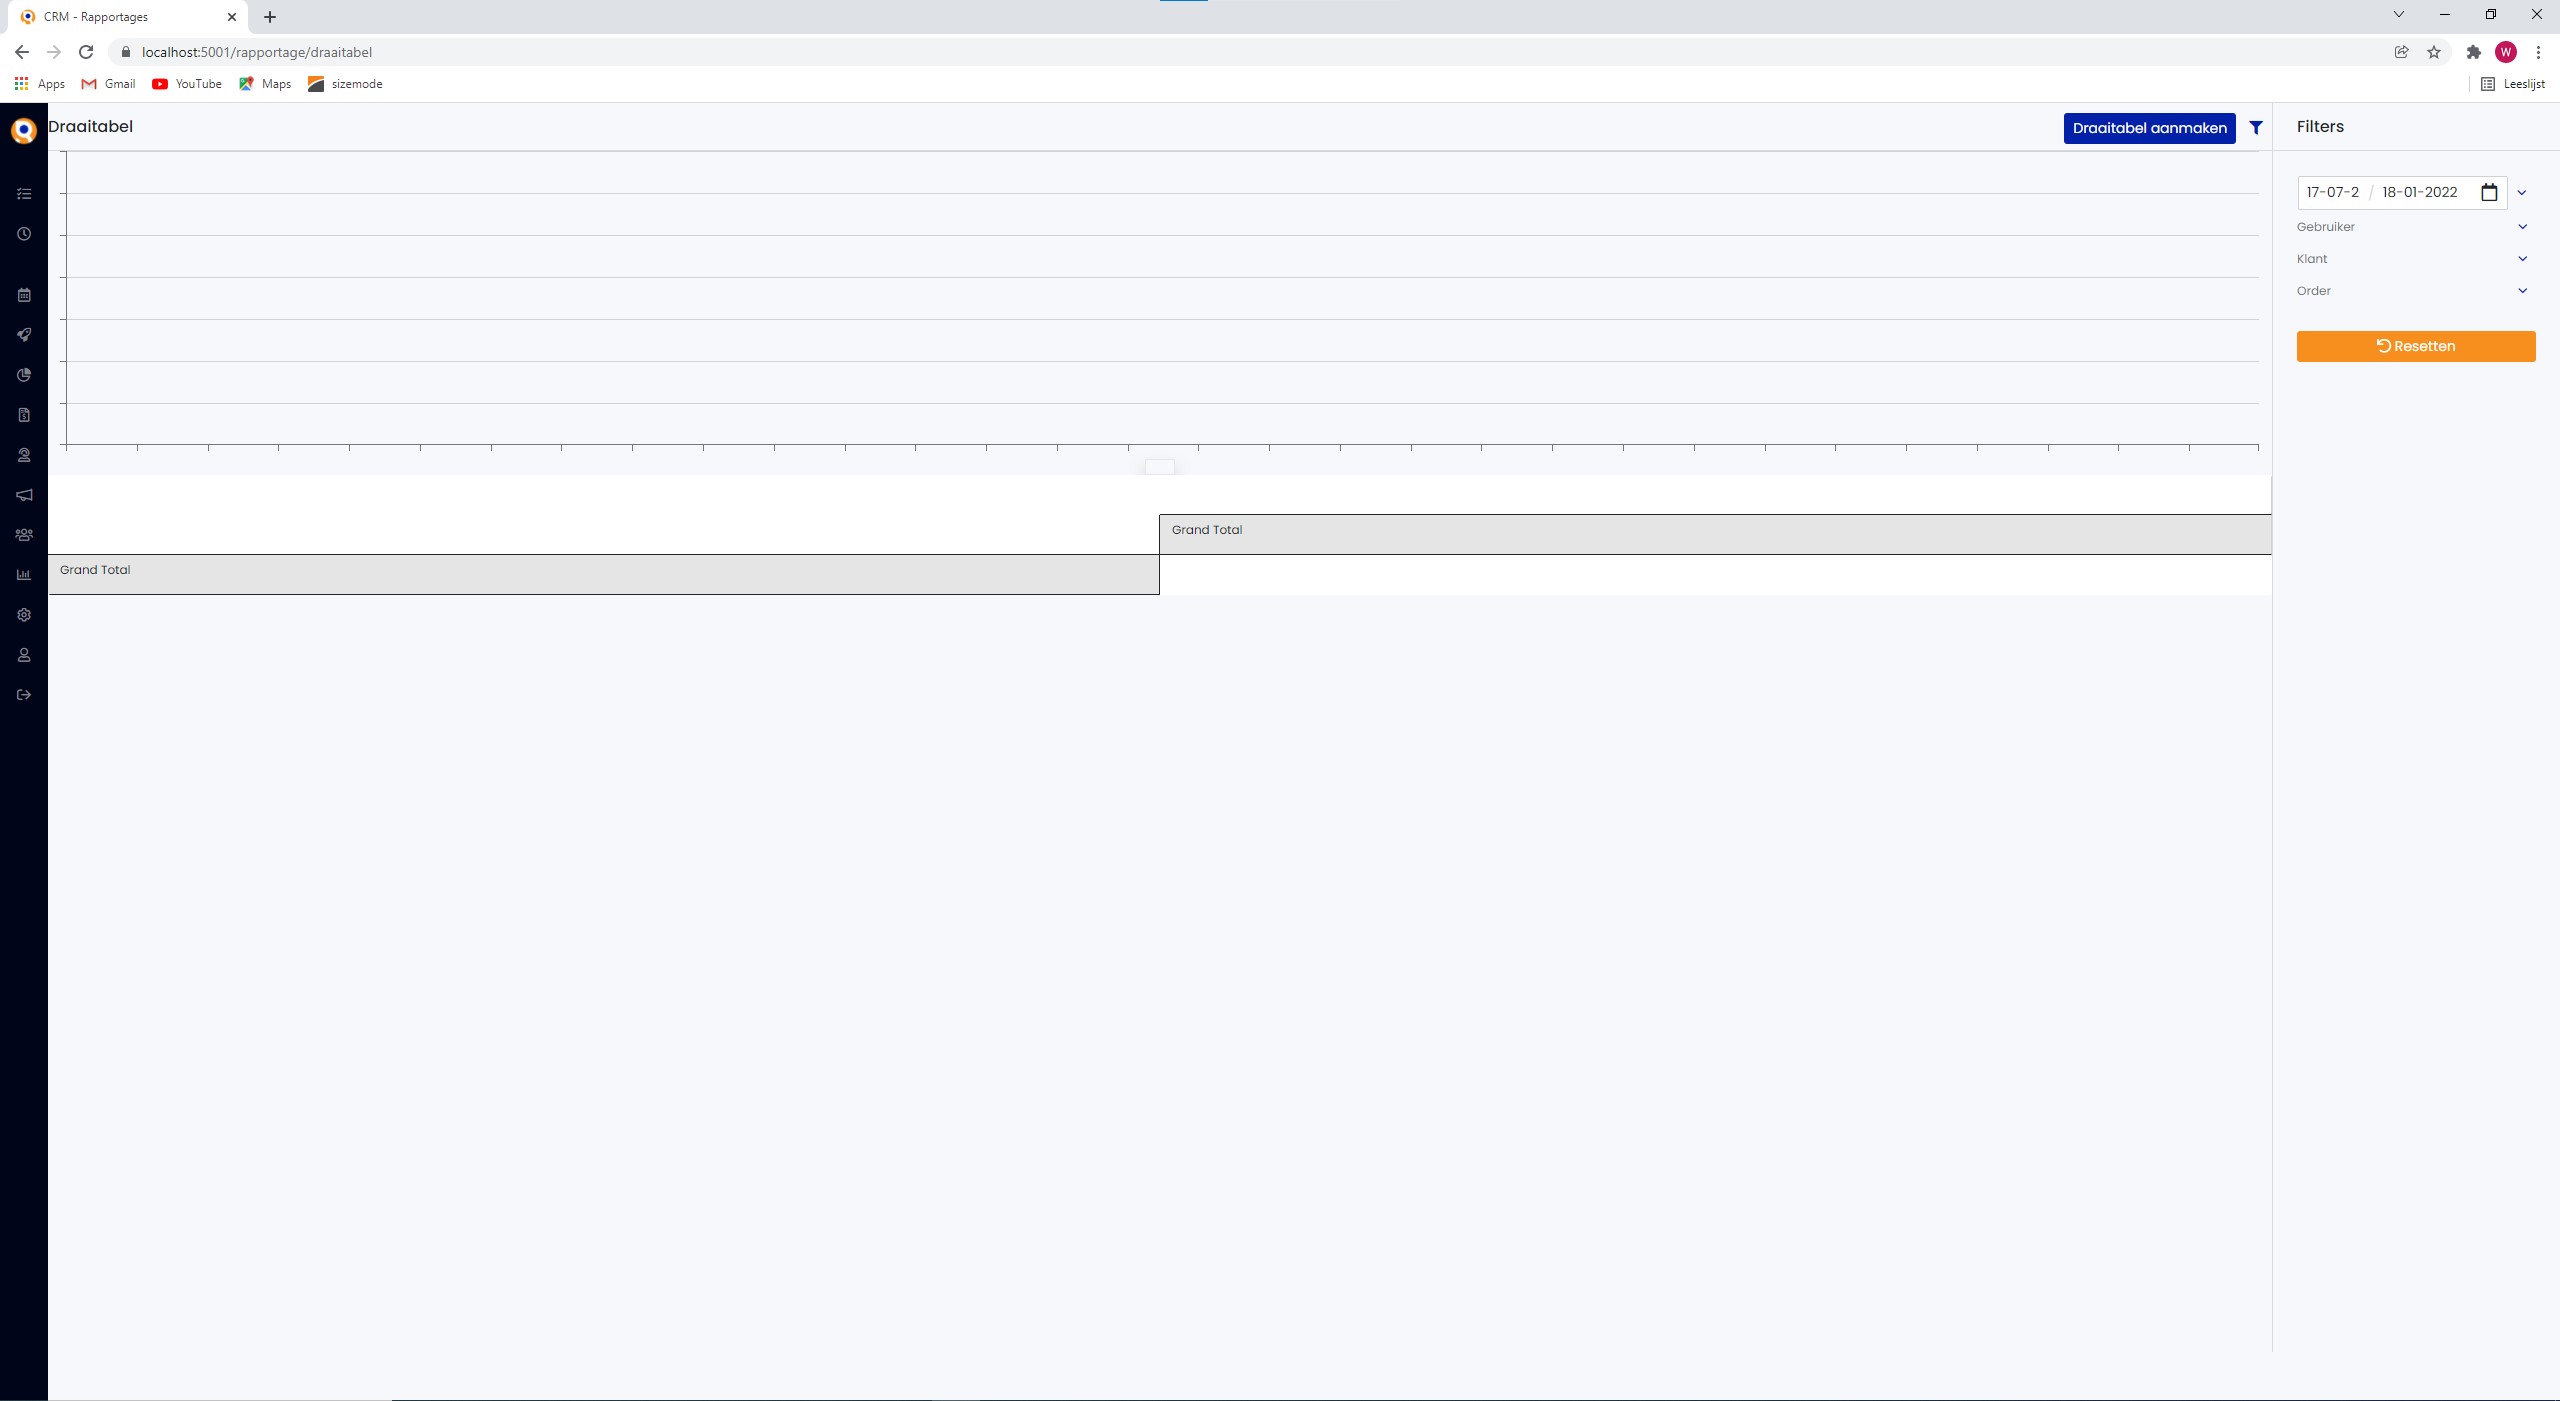 CRM - Rapportages
localhost:5001/rapportage/draaitabel
W
Apps Gmail YouTube Maps sizemode Leeslijst
Draaitabel Draaitabel aanmaken Filters
17-07-2 / 18-01-2022
Gebruiker
Klant
Order
Resetten
Grand Total
Grand Total